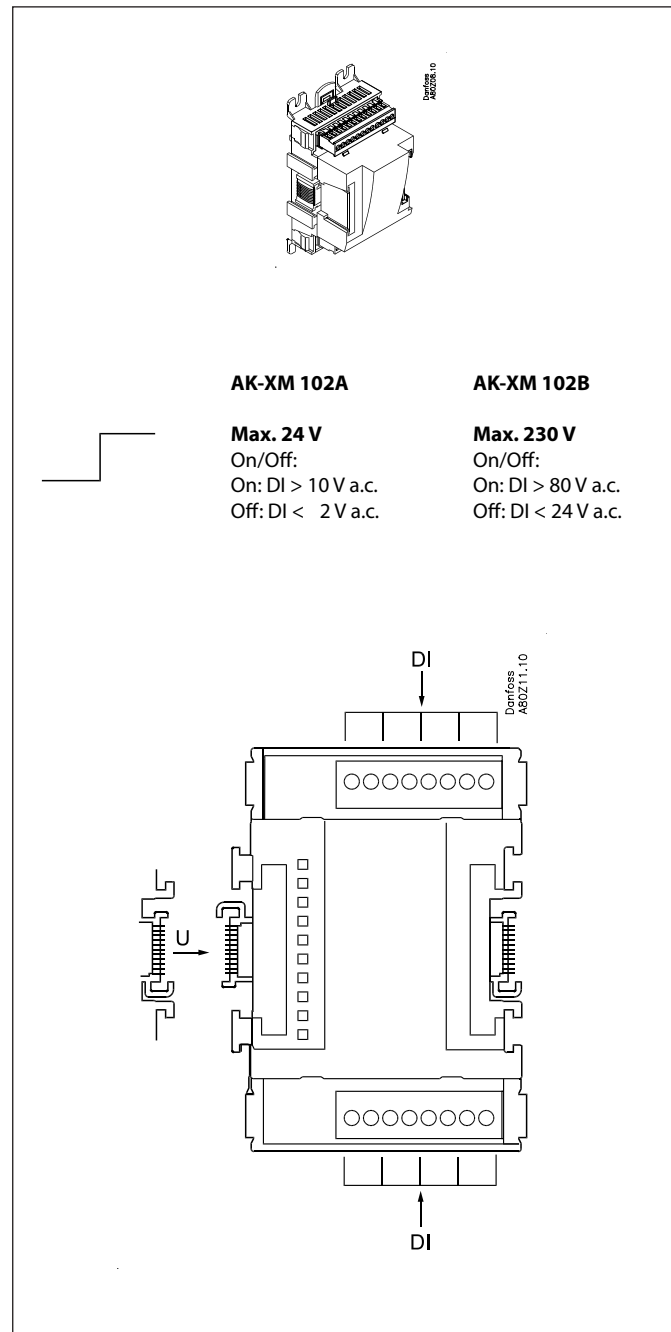 Danfoss
A80Z08.10
AK-XM 102A
Max. 24 V
On/Off:
On: DI > 10 V a.c.
Off: DI < 2 V a.c.
AK-XM 102B
Max. 230 V
On/Off:
On: DI > 80 V a.c.
Off: DI < 24 V a.c.
DI
Danfoss
A80Z11.10
U
DI